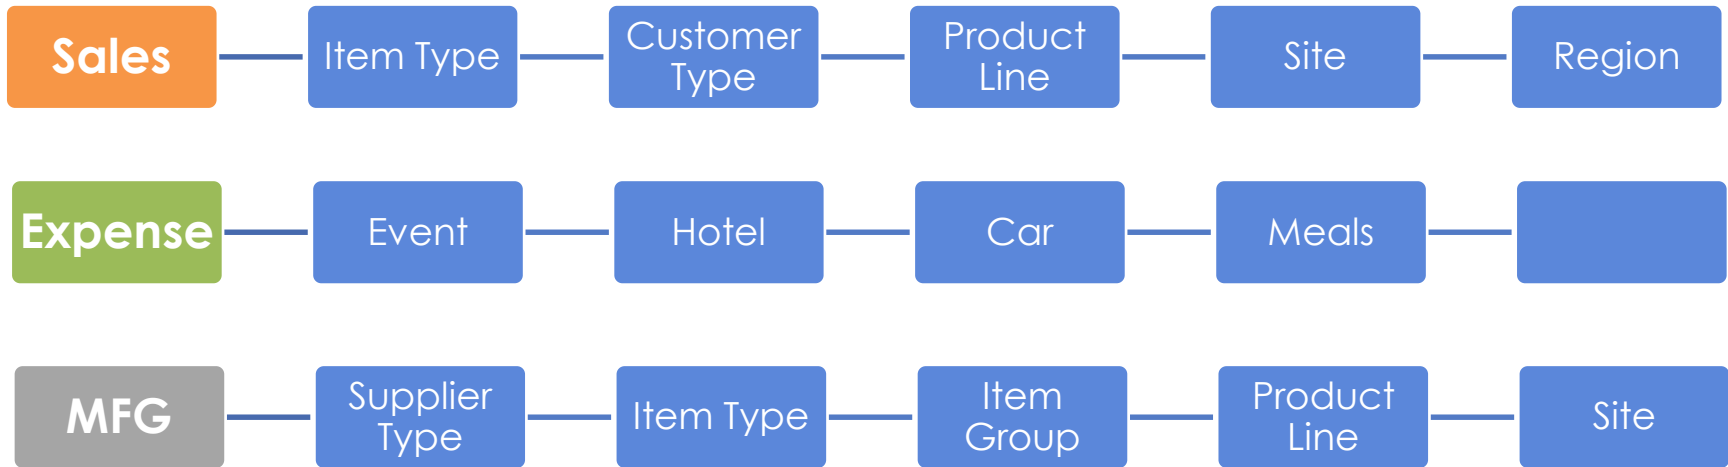 Sales
Item Type
Customer
Type
Product
Line
Site
Region
Expense
Event
Hotel
Car
Meals
MFG
Supplier
Type
Item Type
Item
Group
Product
Line
Site